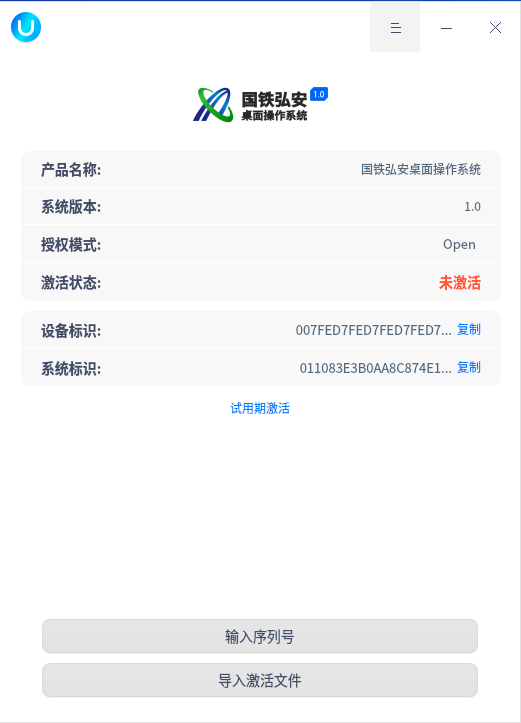 国铁弘安 1.0
桌面操作系统
产品名称: 国铁弘安桌面操作系统
系统版本: 1.0
授权模式: Open
激活状态: 未激活
设备标识: 007FED7FED7FED7FED7... 复制
系统标识: 011083E3B0AA8C874E1... 复制
试用期激活
输入序列号
导入激活文件